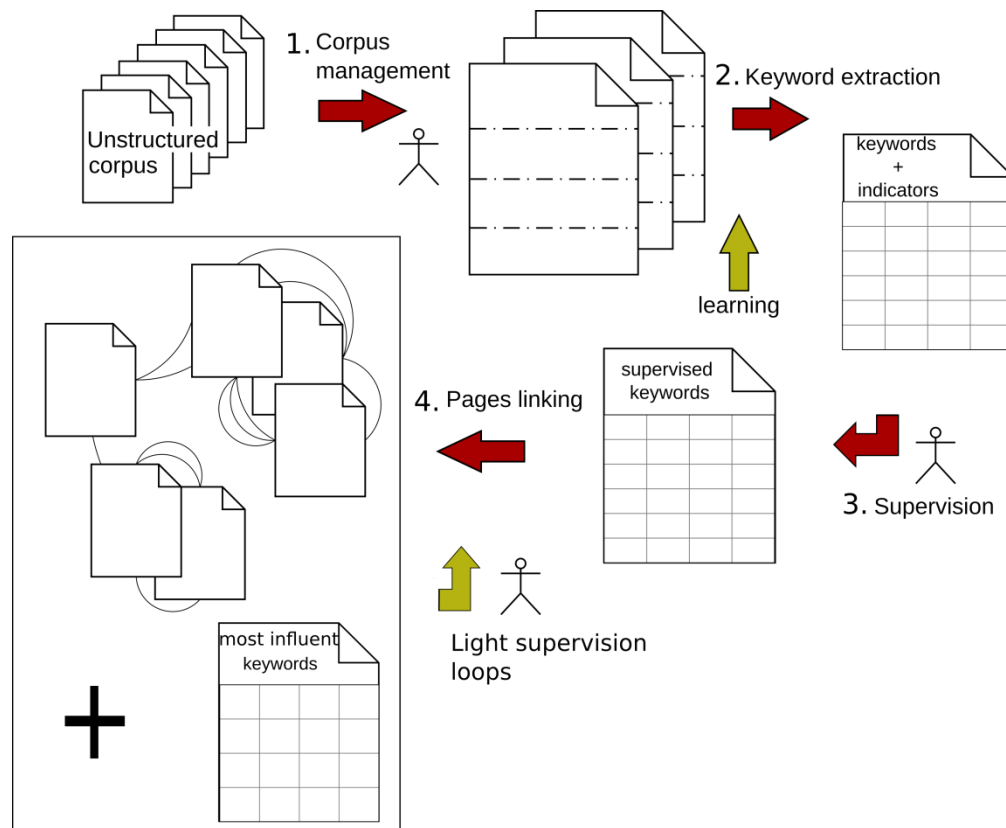 1. Corpus
management
Unstructured
corpus
2. Keyword extraction
keywords
+
indicators
learning
supervised
keywords
3. Supervision
4. Pages linking
Light supervision
loops
most influent
keywords
+